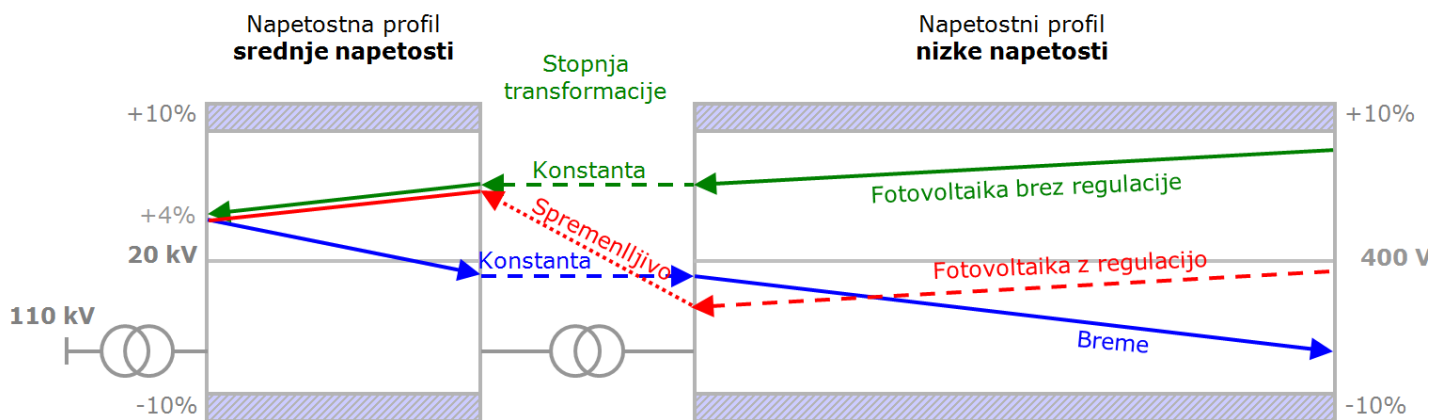 Napetostna profil
srednje napetosti
Stopnja
transformacije
Napetostni profil
nizke napetosti
+10%
+10%
Konstanta
Fotovoltaika brez regulacije
+4%
Spremenlljivo
20 kV
Konstanta
Fotovoltaika z regulacijo
400 V
110 kV
Breme
-10%
-10%